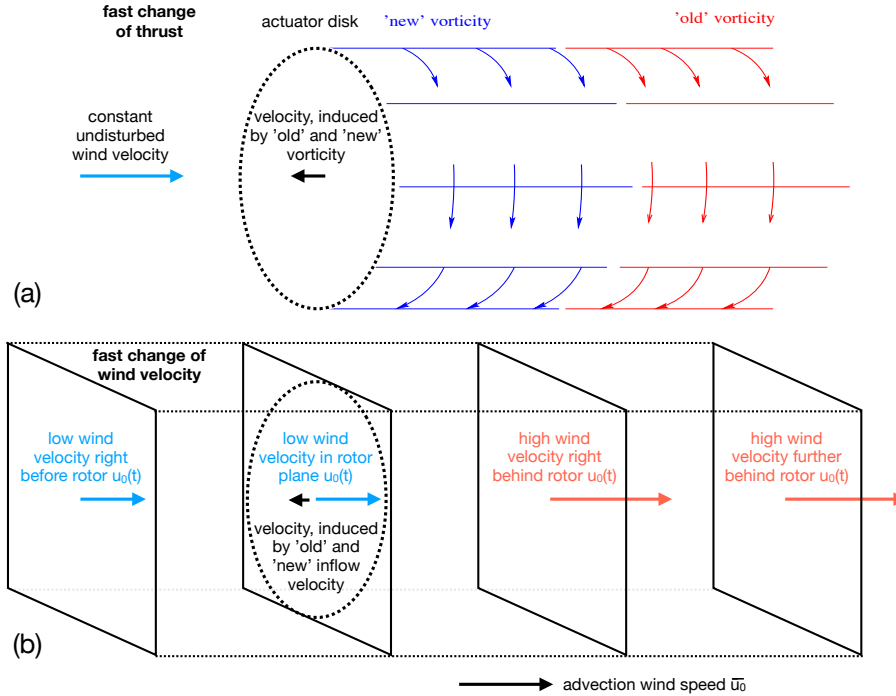 fast change
of thrust
actuator disk
'new' vorticity
'old' vorticity
constant
undisturbed
wind velocity
velocity, induced
by 'old' and 'new'
vorticity
(a)
fast change of
wind velocity
low wind
velocity right
before rotor u₀(t)
low wind
velocity in rotor
plane u₀(t)
high wind
velocity right
behind rotor u₀(t)
high wind
velocity further
behind rotor u₀(t)
velocity, induced
by 'old' and
'new' inflow
velocity
(b)
advection wind speed u̅₀